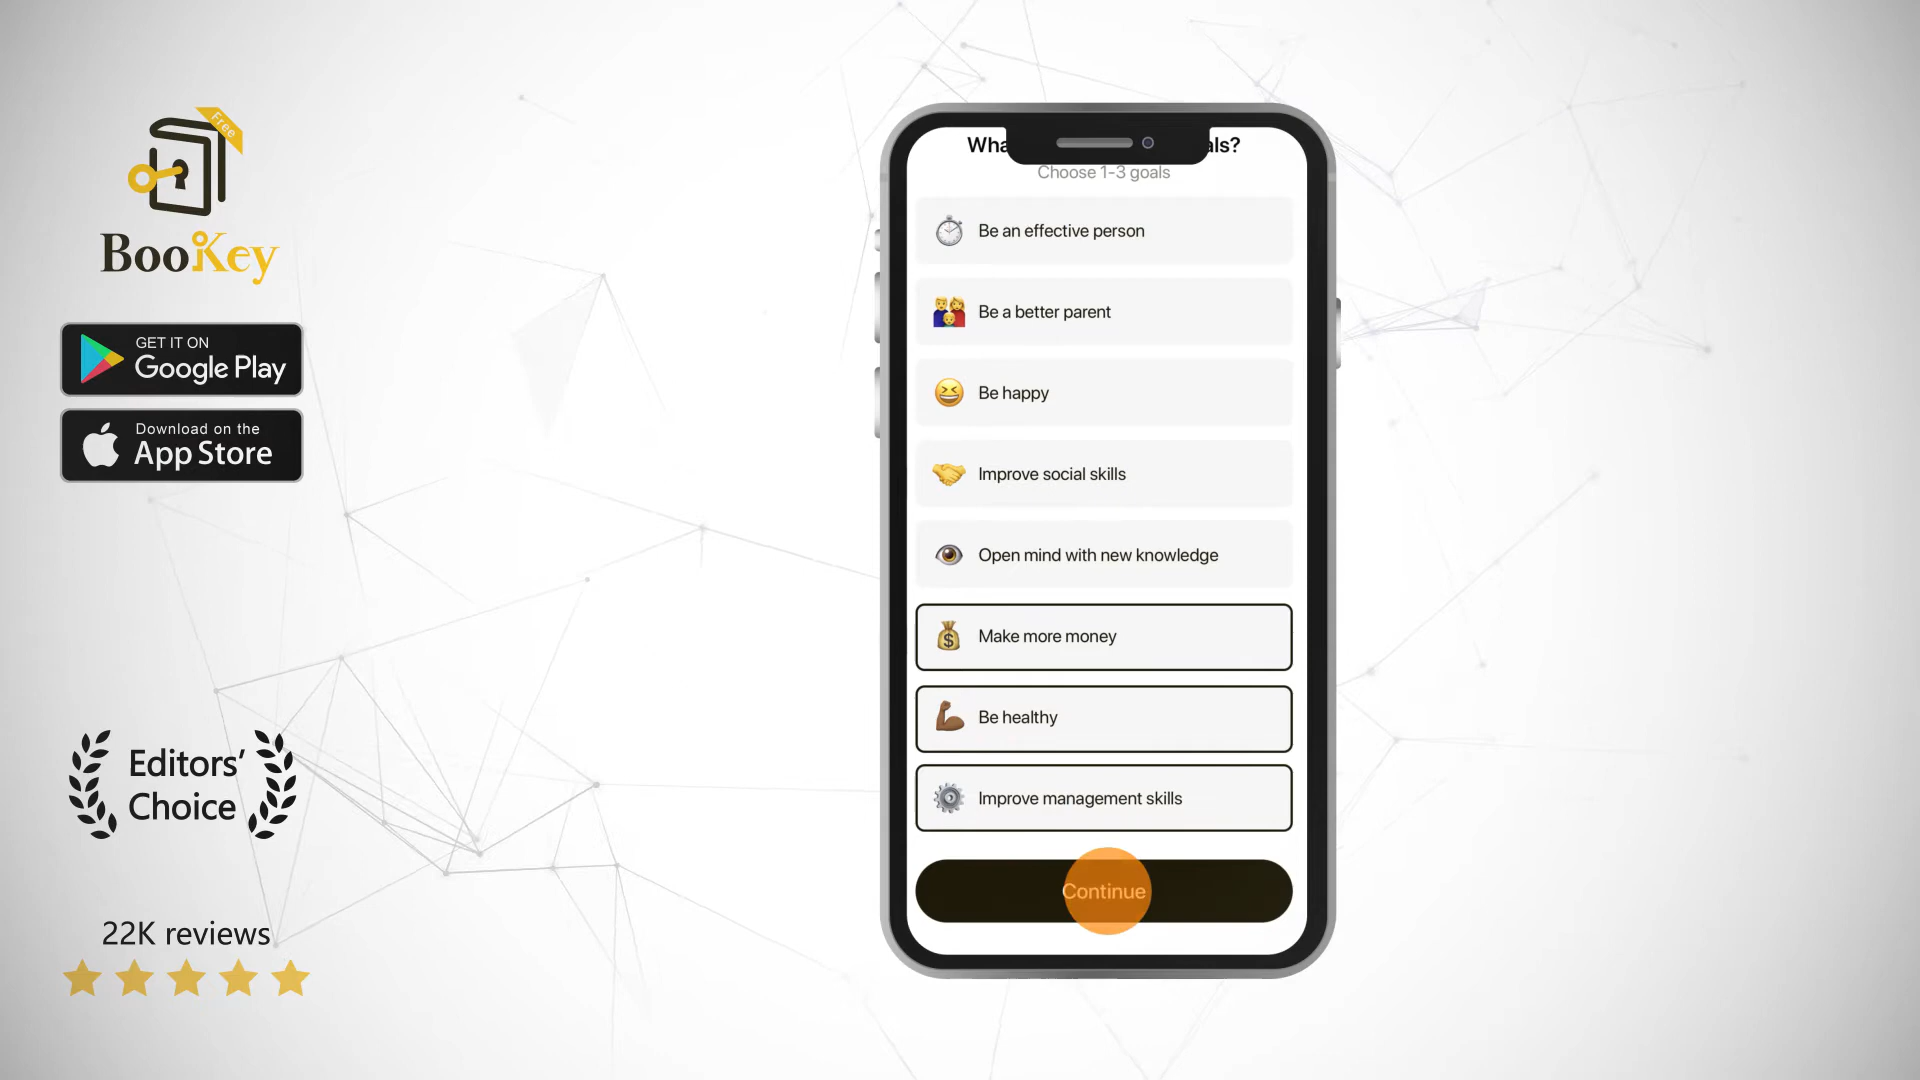 Free
BooKey
GET IT ON
Google Play
Download on the
App Store
Editors’
Choice
22K reviews
Wha als?
Choose 1-3 goals
Be an effective person
Be a better parent
Be happy
Improve social skills
Open mind with new knowledge
Make more money
Be healthy
Improve management skills
Continue